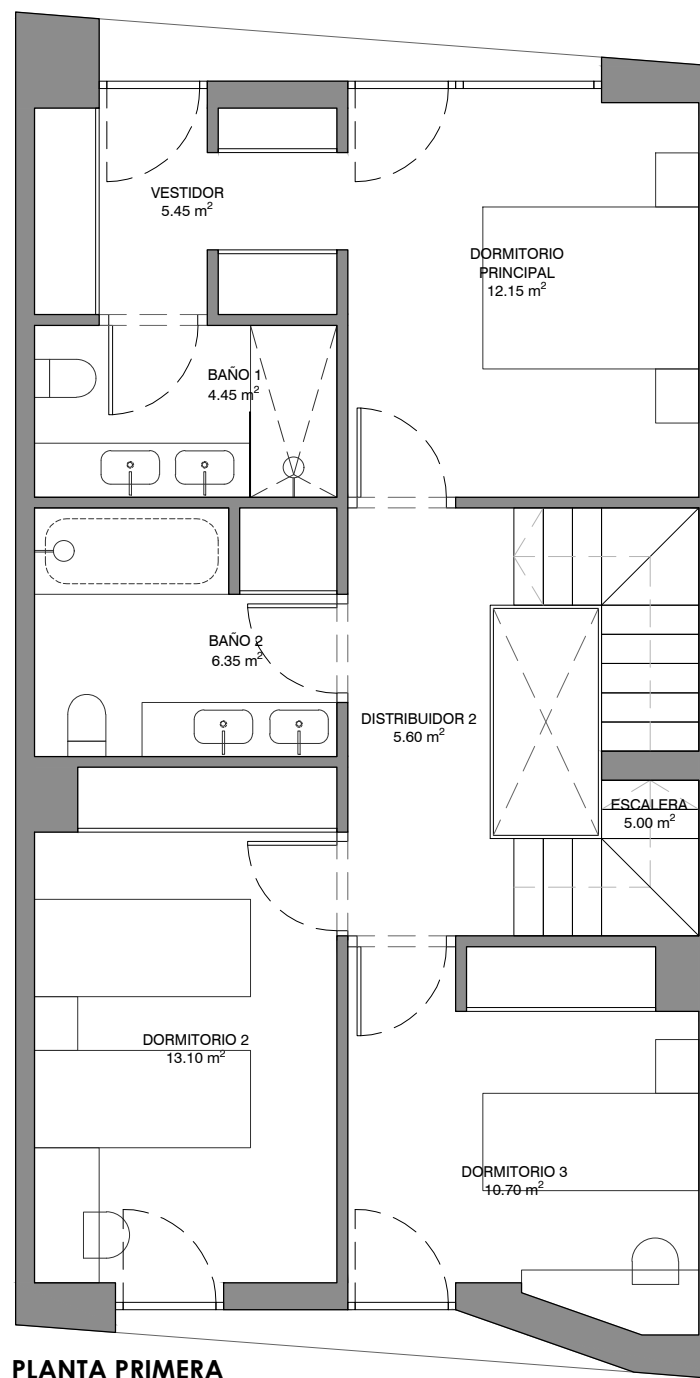 VESTIDOR
5.45 m²
DORMITORIO
PRINCIPAL
12.15 m²
BAÑO 1
4.45 m²
BAÑO 2
6.35 m²
DISTRIBUIDOR 2
5.60 m²
ESCALERA
5.00 m²
DORMITORIO 2
13.10 m²
DORMITORIO 3
10.70 m²
PLANTA PRIMERA